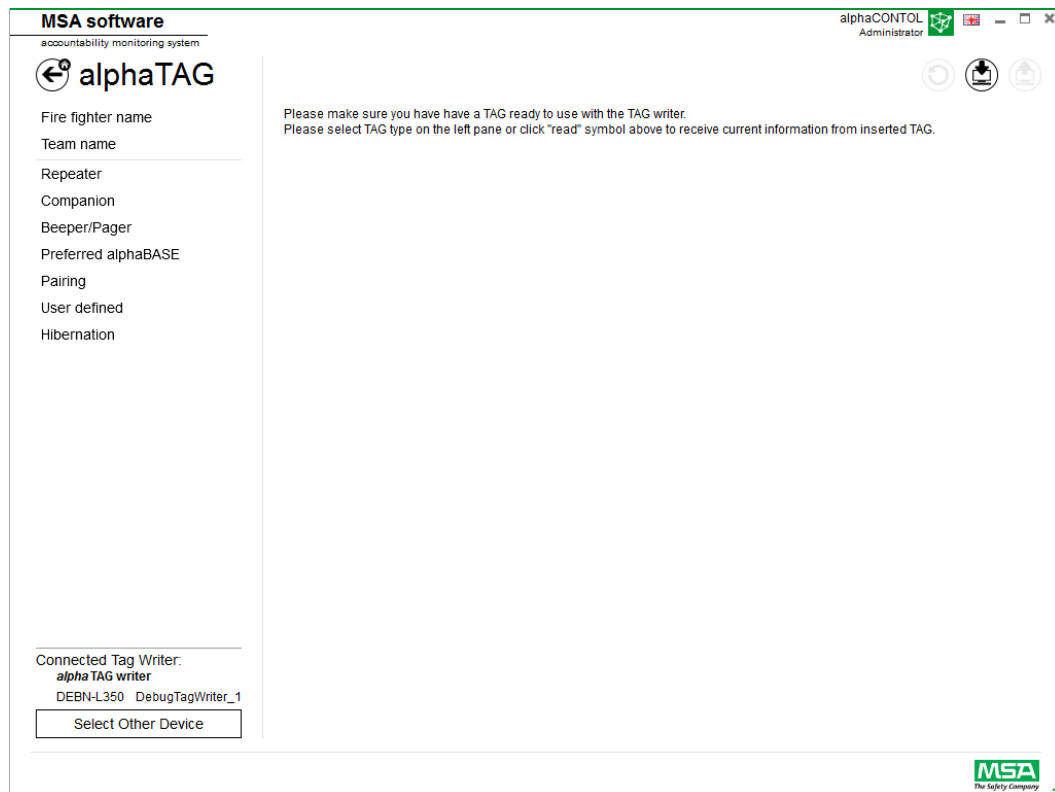 MSA software
accountability monitoring system
alphaCONTOL
Administrator
alphaTAG
Fire fighter name
Team name
Repeater
Companion
Beeper/Pager
Preferred alphaBASE
Pairing
User defined
Hibernation
Please make sure you have have a TAG ready to use with the TAG writer.
Please select TAG type on the left pane or click "read" symbol above to receive current information from inserted TAG.
Connected Tag Writer:
alpha TAG writer
DEBN-L350 DebugTagWriter_1
Select Other Device
MSA
The Safety Company